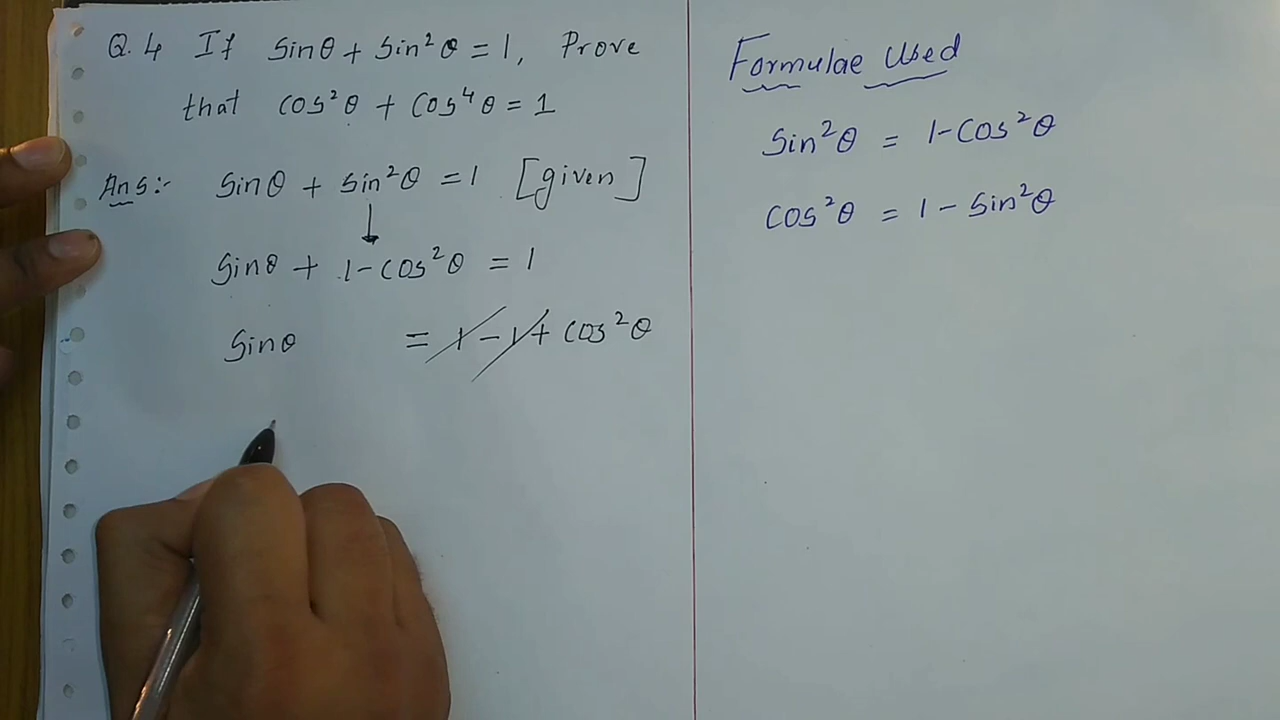 Q.4 If sinθ + sin²θ = 1, Prove
that cos²θ + cos⁴θ = 1
Ans:- sinθ + sin²θ = 1 [given]
sinθ + 1 - cos²θ = 1
sinθ = 1 - 1 + cos²θ
Formulae Used
sin²θ = 1 - cos²θ
cos²θ = 1 - sin²θ